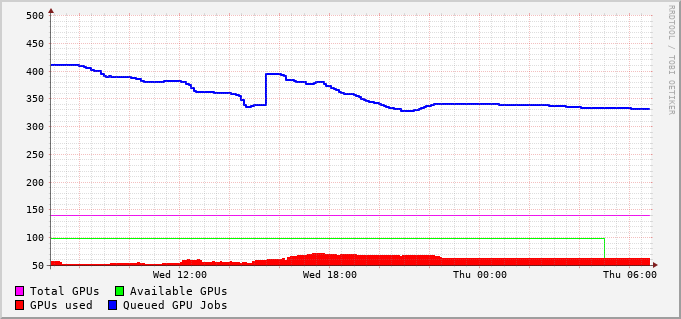 RRDTOOL / TOBI OETIKER
500
450
400
350
300
250
200
150
100
50
Wed 12:00 Wed 18:00 Thu 00:00 Thu 06:00
Total GPUs Available GPUs
GPUs used Queued GPU Jobs